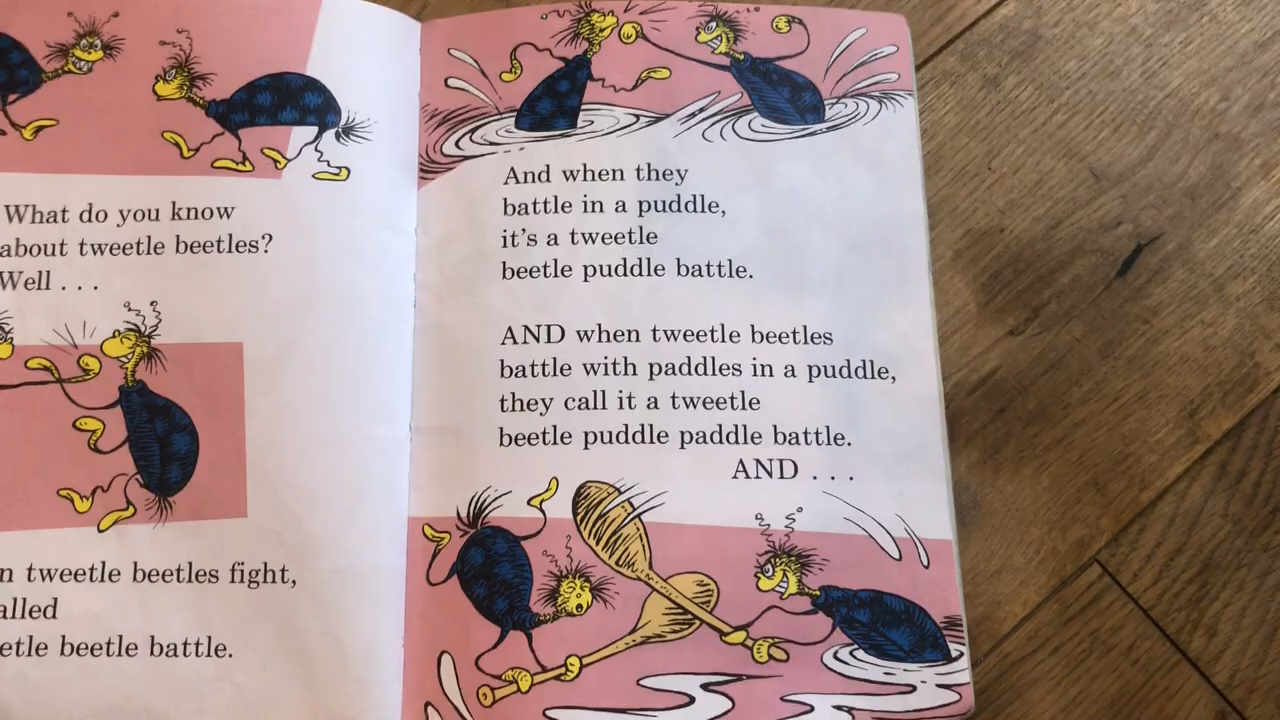 What do you know
about tweetle beetles?
Well . . .
tweetle beetles fight,
beetle battle.
And when they
battle in a puddle,
it's a tweetle
beetle puddle battle.
AND when tweetle beetles
battle with paddles in a puddle,
they call it a tweetle
beetle puddle paddle battle.
AND . . .